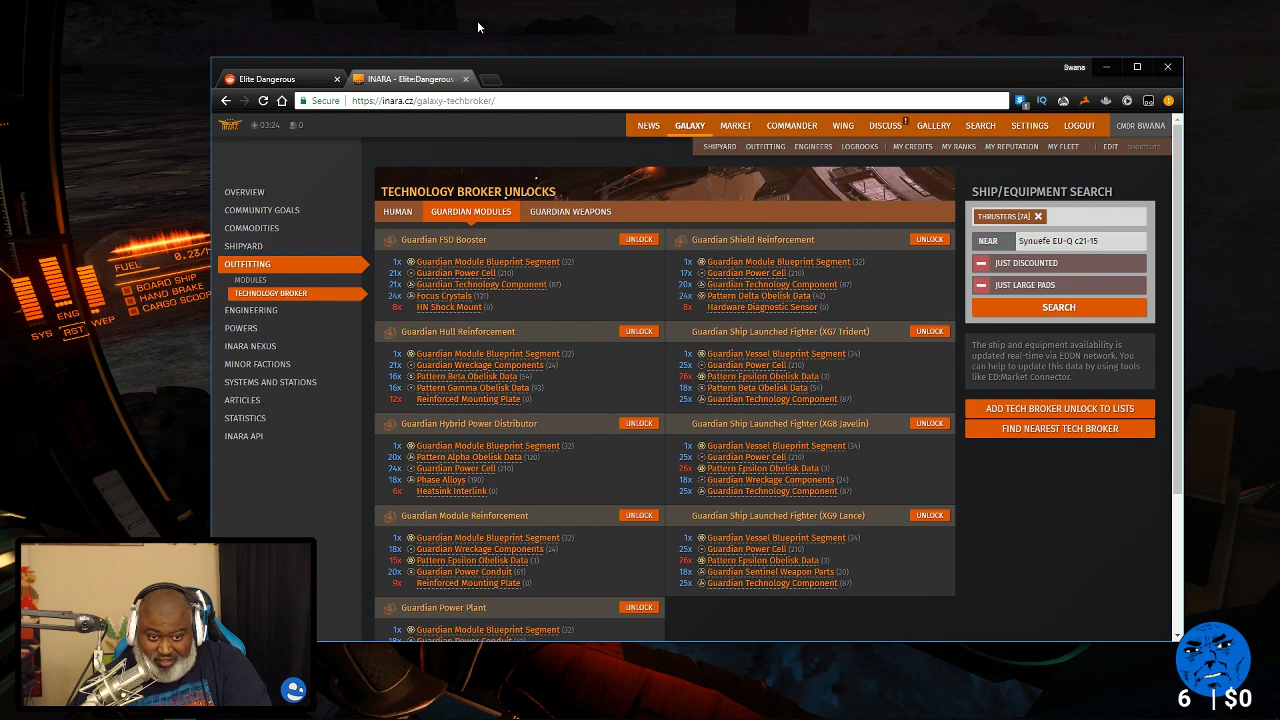 Bwana
Elite Dangerous
INARA - Elite:Dangerous
Secure | https://inara.cz/galaxy-techbroker/
INARA 03:24 0 NEWS GALAXY MARKET COMMANDER WING DISCUSS ! GALLERY SEARCH SETTINGS LOGOUT CMDR BWANA
SHIPYARD OUTFITTING ENGINEERS LOGBOOKS MY CREDITS MY RANKS MY REPUTATION MY FLEET EDIT SHORTCUTS
OVERVIEW
COMMUNITY GOALS
COMMODITIES
SHIPYARD
OUTFITTING
MODULES
TECHNOLOGY BROKER
ENGINEERING
POWERS
INARA NEXUS
MINOR FACTIONS
SYSTEMS AND STATIONS
ARTICLES
STATISTICS
INARA API
TECHNOLOGY BROKER UNLOCKS
HUMAN GUARDIAN MODULES GUARDIAN WEAPONS
Guardian FSD Booster UNLOCK
1x Guardian Module Blueprint Segment (32)
21x Guardian Power Cell (210)
21x Guardian Technology Component (87)
24x Focus Crystals (131)
8x HN Shock Mount (0)
Guardian Shield Reinforcement UNLOCK
1x Guardian Module Blueprint Segment (32)
17x Guardian Power Cell (210)
20x Guardian Technology Component (87)
24x Pattern Delta Obelisk Data (42)
8x Hardware Diagnostic Sensor (0)
Guardian Hull Reinforcement UNLOCK
1x Guardian Module Blueprint Segment (32)
21x Guardian Wreckage Components (24)
16x Pattern Beta Obelisk Data (54)
16x Pattern Gamma Obelisk Data (93)
12x Reinforced Mounting Plate (0)
Guardian Ship Launched Fighter (XG7 Trident) UNLOCK
1x Guardian Vessel Blueprint Segment (34)
25x Guardian Power Cell (210)
26x Pattern Epsilon Obelisk Data (3)
18x Pattern Beta Obelisk Data (54)
25x Guardian Technology Component (87)
Guardian Hybrid Power Distributor UNLOCK
1x Guardian Module Blueprint Segment (32)
20x Pattern Alpha Obelisk Data (120)
24x Guardian Power Cell (210)
18x Phase Alloys (190)
6x Heatsink Interlink (0)
Guardian Ship Launched Fighter (XG8 Javelin) UNLOCK
1x Guardian Vessel Blueprint Segment (34)
25x Guardian Power Cell (210)
26x Pattern Epsilon Obelisk Data (3)
18x Guardian Wreckage Components (24)
25x Guardian Technology Component (87)
Guardian Module Reinforcement UNLOCK
1x Guardian Module Blueprint Segment (32)
18x Guardian Wreckage Components (24)
15x Pattern Epsilon Obelisk Data (3)
20x Guardian Power Conduit (61)
9x Reinforced Mounting Plate (0)
Guardian Ship Launched Fighter (XG9 Lance) UNLOCK
1x Guardian Vessel Blueprint Segment (34)
25x Guardian Power Cell (210)
26x Pattern Epsilon Obelisk Data (3)
18x Guardian Sentinel Weapon Parts (20)
25x Guardian Technology Component (87)
Guardian Power Plant UNLOCK
1x Guardian Module Blueprint Segment (32)
18x Guardian Power Conduit (61)
SHIP/EQUIPMENT SEARCH
THRUSTERS [7A]
NEAR Synuefe EU-Q c21-15
JUST DISCOUNTED
JUST LARGE PADS
SEARCH
The ship and equipment availability is
updated real-time via EDDN network. You
can help to update this data by using tools
like ED:Market Connector.
ADD TECH BROKER UNLOCK TO LISTS
FIND NEAREST TECH BROKER
FUEL 0.23/H
BOARD SHIP
HAND BRAKE
CARGO SCOOP
SYS ENG WEP
RST
6 | $0